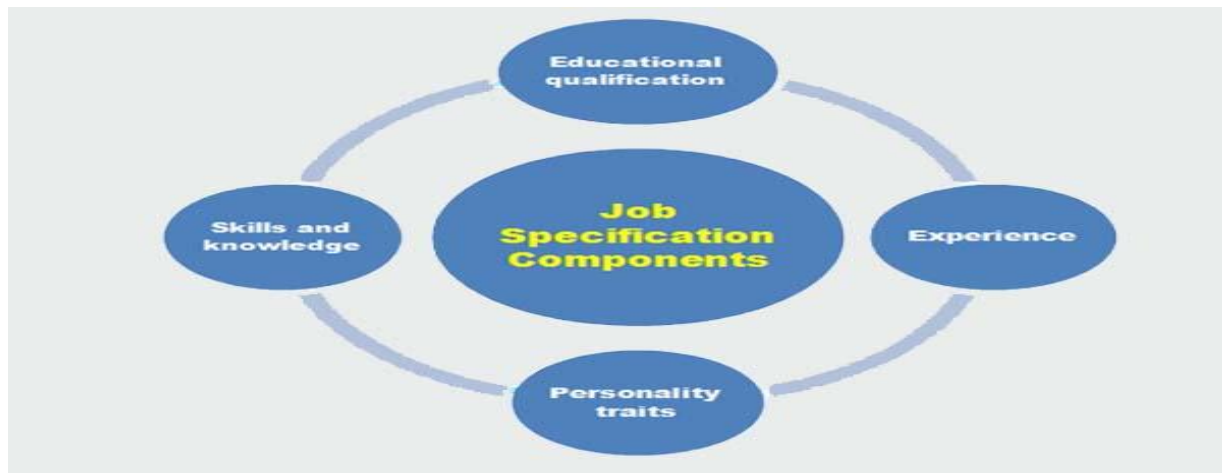 Educational
qualification
Skills and
knowledge
Job
Specification
Components
Experience
Personality
traits